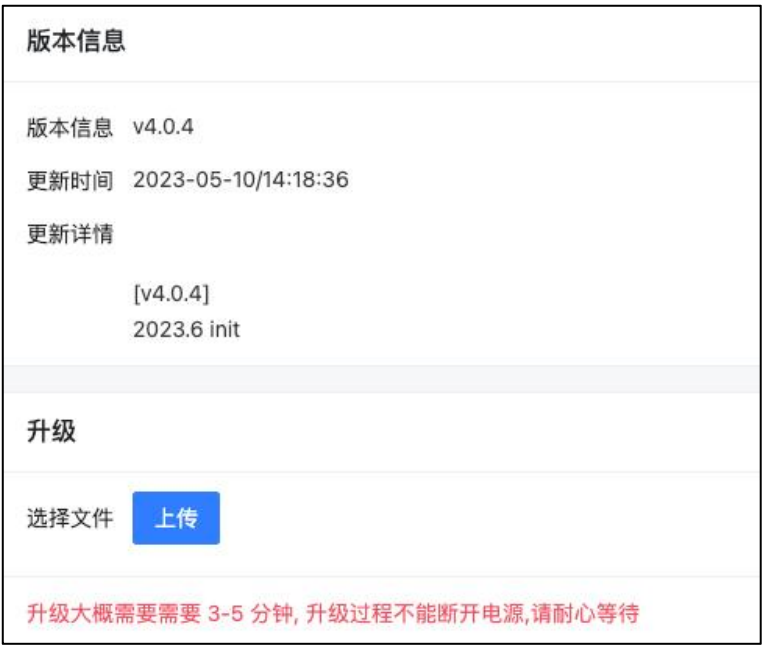 版本信息
版本信息 v4.0.4
更新时间 2023-05-10/14:18:36
更新详情
[v4.0.4]
2023.6 init
升级
选择文件 上传
升级大概需要需要 3-5 分钟, 升级过程不能断开电源,请耐心等待